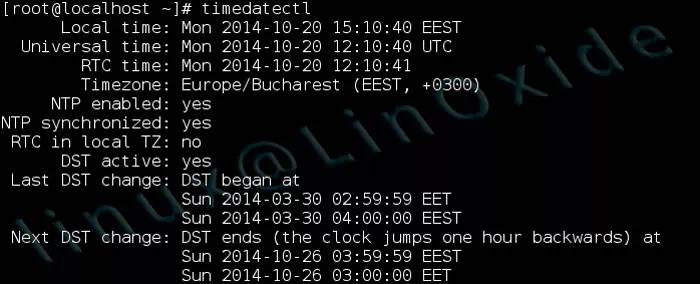 [root@localhost ~]# timedatectl
Local time: Mon 2014-10-20 15:10:40 EEST
Universal time: Mon 2014-10-20 12:10:40 UTC
RTC time: Mon 2014-10-20 12:10:41
Timezone: Europe/Bucharest (EEST, +0300)
NTP enabled: yes
NTP synchronized: yes
RTC in local TZ: no
DST active: yes
Last DST change: DST began at
Sun 2014-03-30 02:59:59 EET
Sun 2014-03-30 04:00:00 EEST
Next DST change: DST ends (the clock jumps one hour backwards) at
Sun 2014-10-26 03:59:59 EEST
Sun 2014-10-26 03:00:00 EET
linux@LinOxide